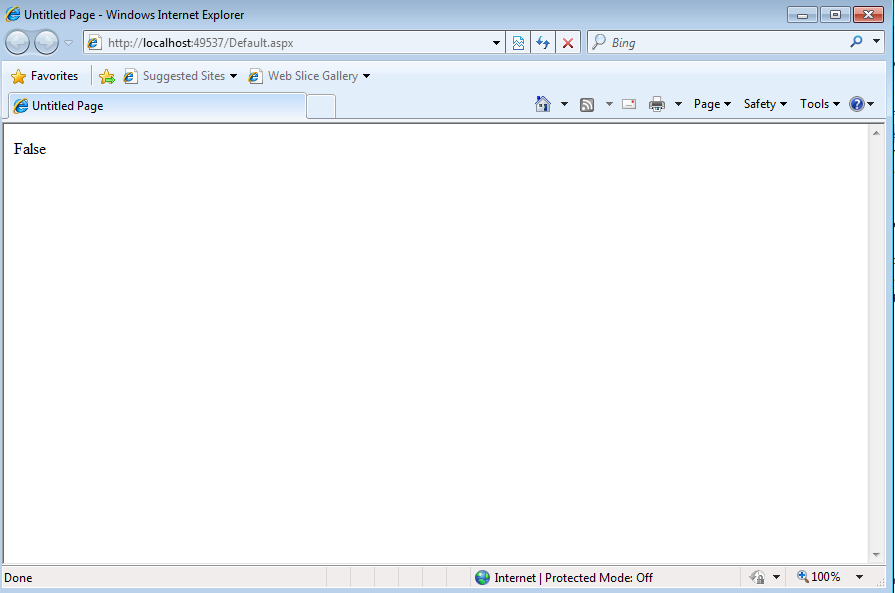 Untitled Page - Windows Internet Explorer
http://localhost:49537/Default.aspx
Bing
Favorites
Suggested Sites
Web Slice Gallery
Untitled Page
Page
Safety
Tools
False
Done
Internet | Protected Mode: Off
100%